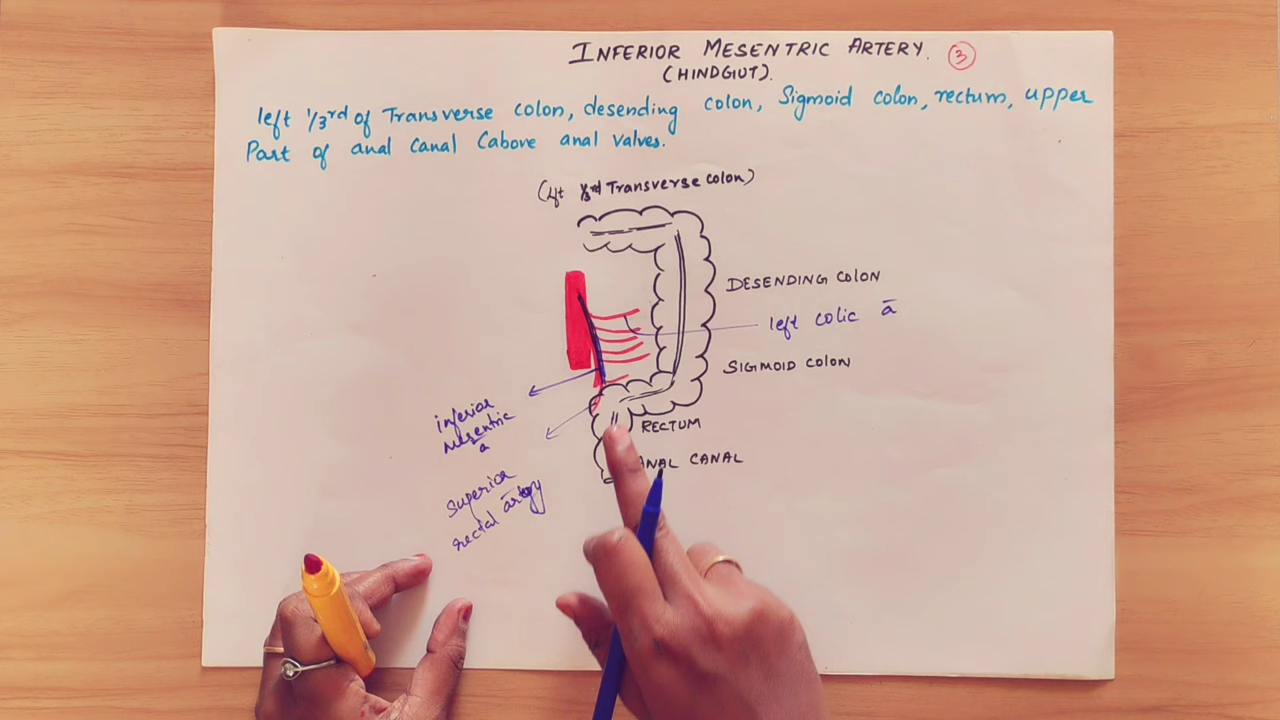 INFERIOR MESENTRIC ARTERY. 3
(HINDGUT).
left 1/3rd of Transverse colon, desending colon, Sigmoid colon, rectum, upper
Part of anal canal Cabove anal valves.
(lft 1/3rd Transverse colon)
DESENDING COLON
left colic ā
SIGMOID COLON
inferior
mesentric
a
RECTUM
ANAL CANAL
superior
rectal artery